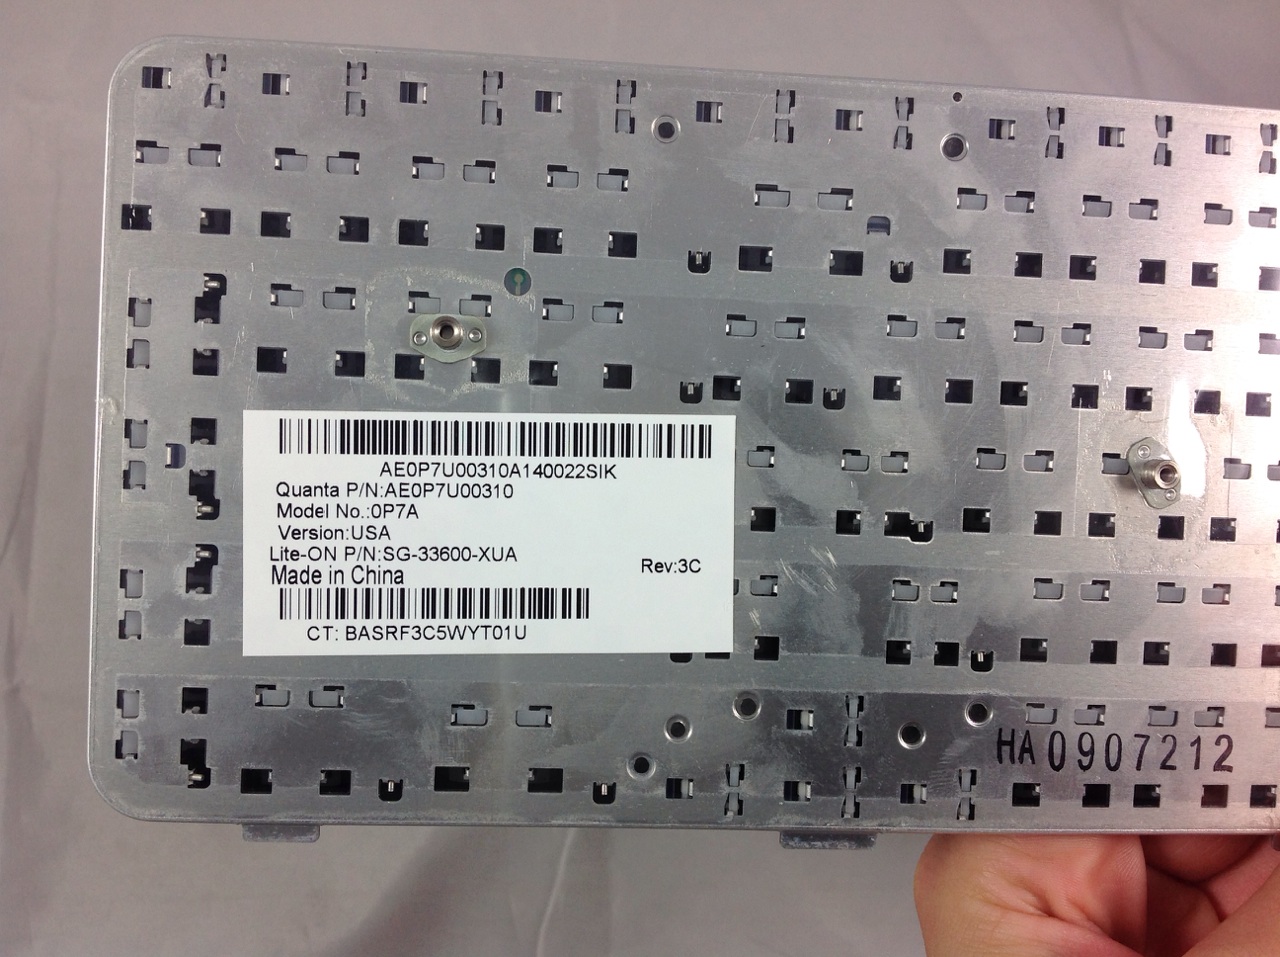 AE0P7U00310A140022SIK
Quanta P/N:AE0P7U00310
Model No.:0P7A
Version:USA
Lite-ON P/N:SG-33600-XUA
Made in China
Rev:3C
CT: BASRF3C5WYT01U
HA0907212